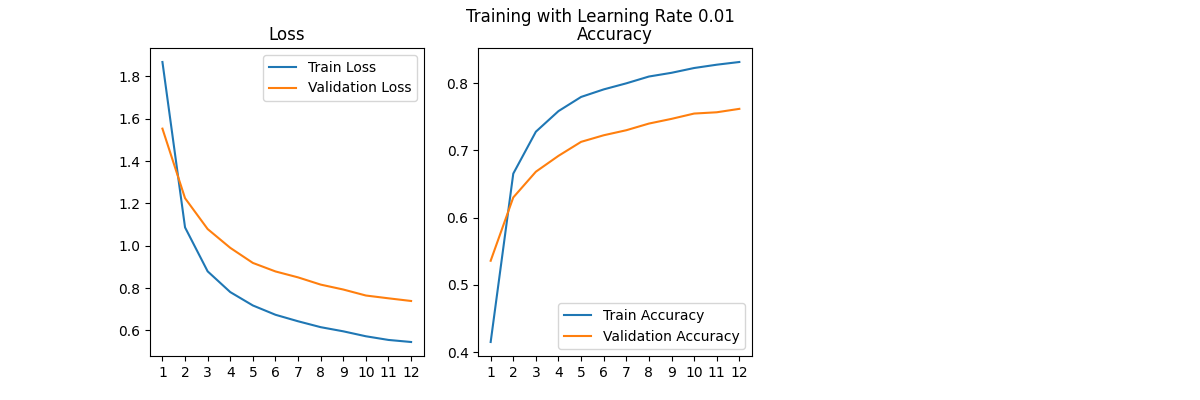 Training with Learning Rate 0.01
Loss
Train Loss
Validation Loss
1.8
1.6
1.4
1.2
1.0
0.8
0.6
1 2 3 4 5 6 7 8 9 10 11 12
Accuracy
0.8
0.7
0.6
0.5
0.4
Train Accuracy
Validation Accuracy
1 2 3 4 5 6 7 8 9 10 11 12